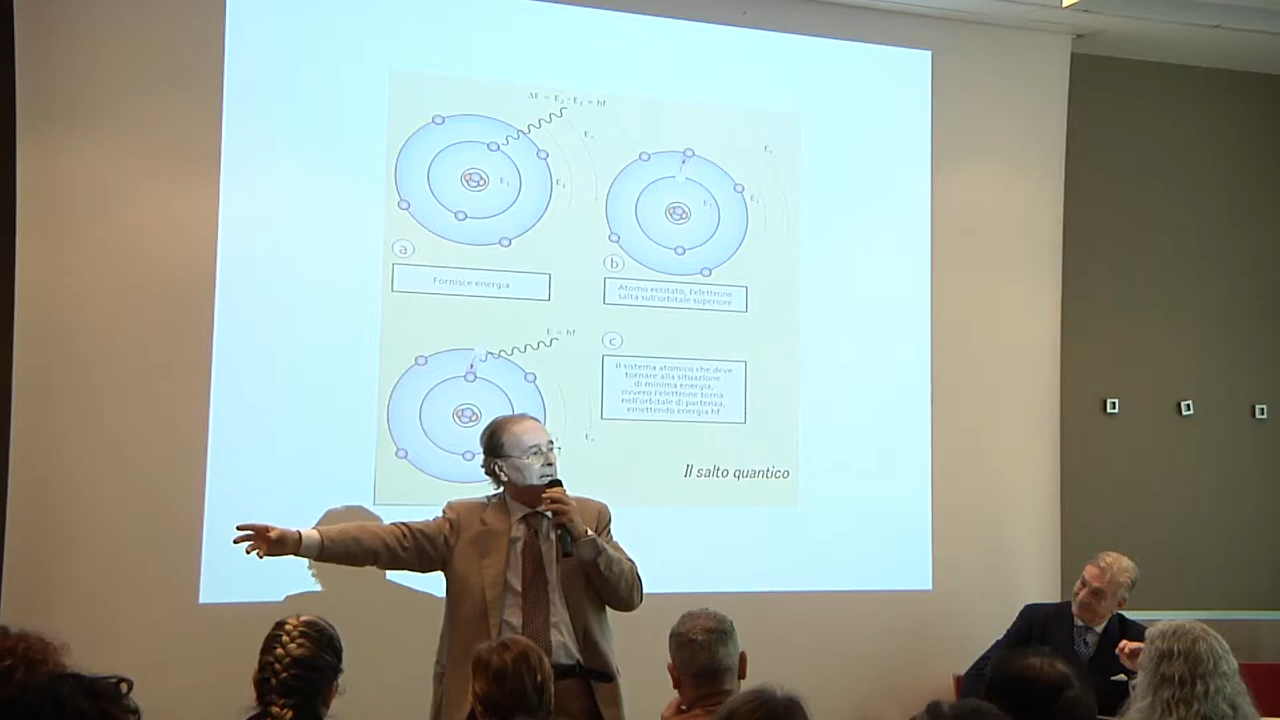 ΔE = E₂ - E₁ = hf
Eₙ
E₁
E₂
a
Fornisce energia
E₁
b
Atomo eccitato, l'elettrone
salta sull'orbitale superiore
E = hf
c
Il sistema atomico che deve
tornare alla situazione
di minima energia,
ovvero l'elettrone torna
nell'orbitale di partenza,
emettendo energia hf
Il salto quantico